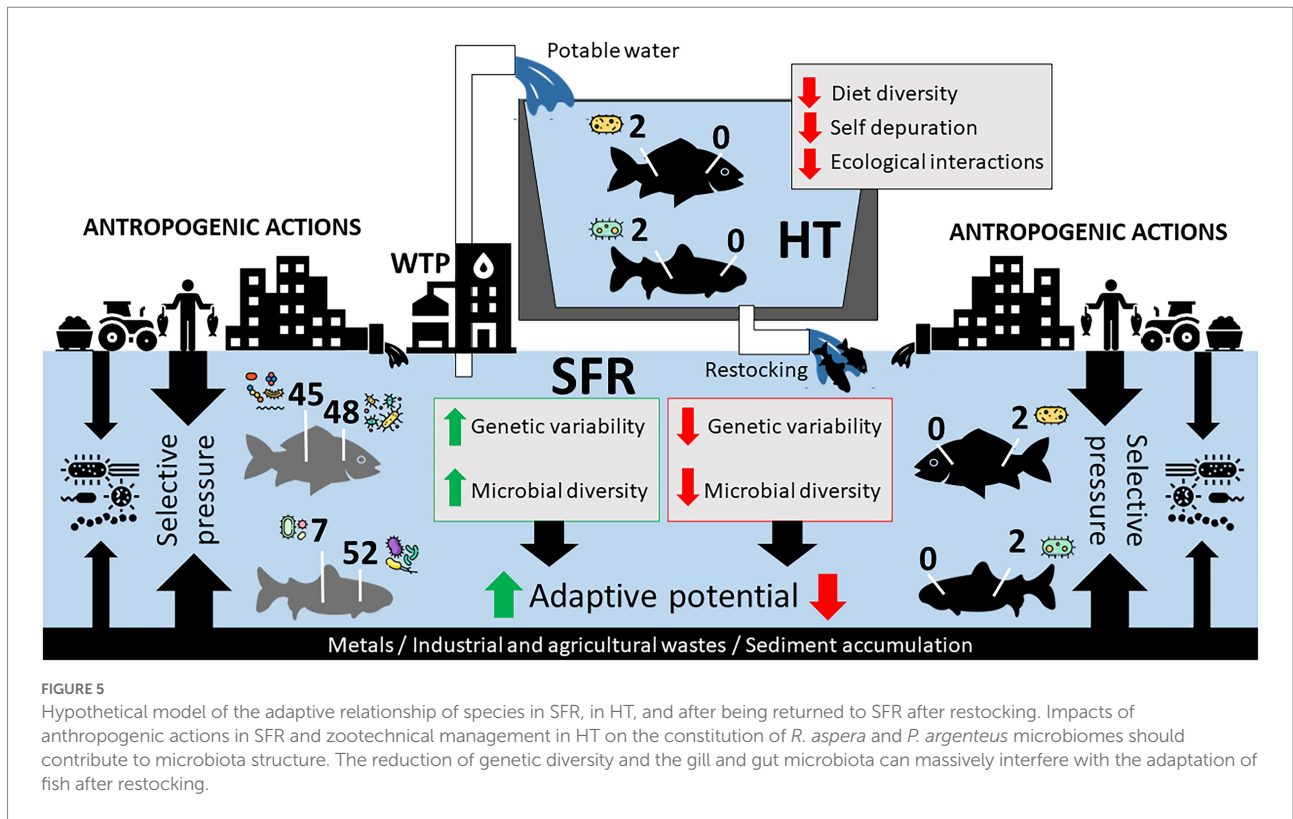 Potable water
Diet diversity
Self depuration
Ecological interactions
2
0
2
0
HT
ANTROPOGENIC ACTIONS
WTP
ANTROPOGENIC ACTIONS
Restocking
SFR
Selective
pressure
45
48
7
52
Genetic variability
Microbial diversity
Genetic variability
Microbial diversity
Adaptive potential
0
2
0
2
Selective
pressure
Metals / Industrial and agricultural wastes / Sediment accumulation
FIGURE 5
Hypothetical model of the adaptive relationship of species in SFR, in HT, and after being returned to SFR after restocking. Impacts of
anthropogenic actions in SFR and zootechnical management in HT on the constitution of R. aspera and P. argenteus microbiomes should
contribute to microbiota structure. The reduction of genetic diversity and the gill and gut microbiota can massively interfere with the adaptation of
fish after restocking.